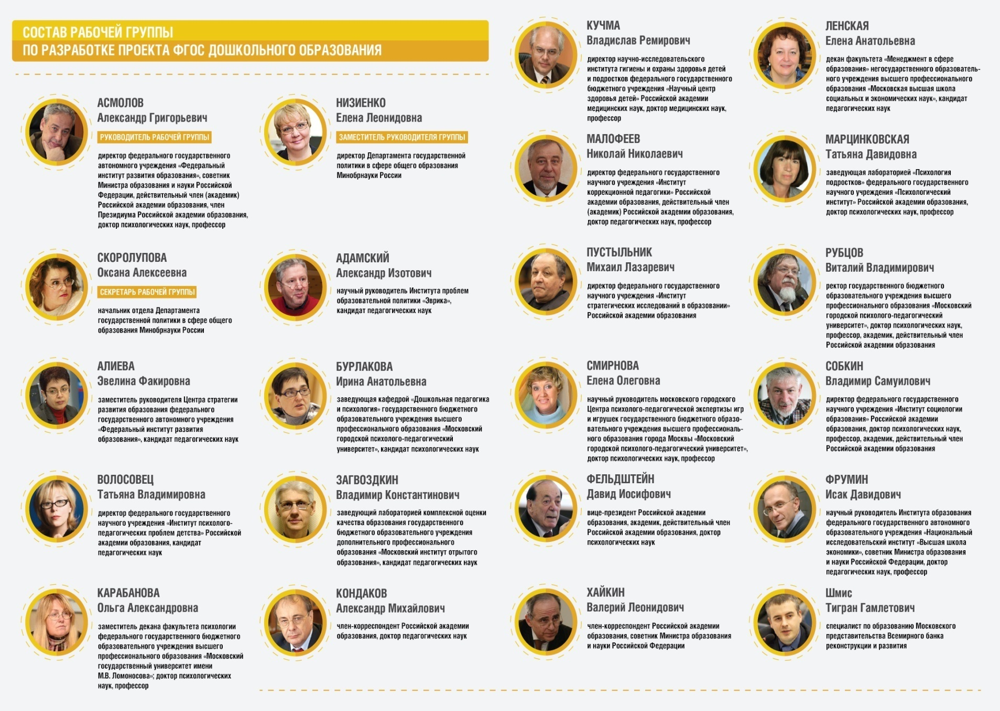 СОСТАВ РАБОЧЕЙ ГРУППЫ
ПО РАЗРАБОТКЕ ПРОЕКТА ФГОС ДОШКОЛЬНОГО ОБРАЗОВАНИЯ
АСМОЛОВ
Александр Григорьевич
РУКОВОДИТЕЛЬ РАБОЧЕЙ ГРУППЫ
директор федерального государственного
автономного учреждения «Федеральный
институт развития образования», советник
Министра образования и науки Российской
Федерации, действительный член (академик)
Российской академии образования, член
Президиума Российской академии образования,
доктор психологических наук, профессор
НИЗИЕНКО
Елена Леонидовна
ЗАМЕСТИТЕЛЬ РУКОВОДИТЕЛЯ ГРУППЫ
директор Департамента государственной
политики в сфере общего образования
Минобрнауки России
СКОРОЛУПОВА
Оксана Алексеевна
СЕКРЕТАРЬ РАБОЧЕЙ ГРУППЫ
начальник отдела Департамента
государственной политики в сфере общего
образования Минобрнауки России
АДАМСКИЙ
Александр Изотович
научный руководитель Института проблем
образовательной политики «Эврика»,
кандидат педагогических наук
АЛИЕВА
Эвелина Факировна
заместитель руководителя Центра стратегии
развития образования федерального
государственного автономного учреждения
«Федеральный институт развития
образования», кандидат педагогических наук
БУРЛАКОВА
Ирина Анатольевна
заведующая кафедрой «Дошкольная педагогика
и психология» государственного бюджетного
образовательного учреждения высшего
профессионального образования «Московский
городской психолого-педагогический
университет», кандидат психологических наук
ВОЛОСОВЕЦ
Татьяна Владимировна
директор федерального государственного
научного учреждения «Институт психолого-
педагогических проблем детства» Российской
академии образования, кандидат
педагогических наук
ЗАГВОЗДКИН
Владимир Константинович
заведующий лабораторией комплексной оценки
качества образования государственного
бюджетного образовательного учреждения
дополнительного профессионального
образования «Московский институт отрытого
образования», кандидат педагогических наук
КАРАБАНОВА
Ольга Александровна
заместитель декана факультета психологии
федерального государственного бюджетного
образовательного учреждения высшего
профессионального образования «Московский
государственный университет имени
М.В. Ломоносова»; доктор психологических
наук, профессор
КОНДАКОВ
Александр Михайлович
член-корреспондент Российской академии
образования, доктор педагогических наук
КУЧМА
Владислав Ремирович
директор научно-исследовательского
института гигиены и охраны здоровья детей
и подростков федерального государственного
бюджетного учреждения «Научный центр
здоровья детей» Российской академии
медицинских наук, доктор медицинских наук,
профессор
ЛЕНСКАЯ
Елена Анатольевна
декан факультета «Менеджмент в сфере
образования» негосударственного образователь-
ного учреждения высшего профессионального
образования «Московская высшая школа
социальных и экономических наук», кандидат
педагогических наук
МАЛОФЕЕВ
Николай Николаевич
директор федерального государственного
научного учреждения «Институт
коррекционной педагогики» Российской
академии образования, действительный член
(академик) Российской академии образования,
доктор педагогических наук, профессор
МАРЦИНКОВСКАЯ
Татьяна Давидовна
заведующая лабораторией «Психология
подростков» федерального государственного
научного учреждения «Психологический
институт» Российской академии образования,
доктор психологических наук, профессор
ПУСТЫЛЬНИК
Михаил Лазаревич
директор федерального государственного
научного учреждения «Институт
стратегических исследований в образовании»
Российской академии образования
РУБЦОВ
Виталий Владимирович
ректор государственного бюджетного
образовательного учреждения высшего
профессионального образования «Московский
городской психолого-педагогический
университет», доктор психологических наук,
профессор, академик, действительный член
Российской академии образования
СМИРНОВА
Елена Олеговна
научный руководитель московского городского
Центра психолого-педагогической экспертизы игр
и игрушек государственного бюджетного образо-
вательного учреждения высшего профессиональ-
ного образования города Москвы «Московский
городской психолого-педагогический университет»,
доктор психологических наук, профессор
СОБКИН
Владимир Самуилович
директор федерального государственного
научного учреждения «Институт социологии
образования» Российской академии
образования, доктор психологических наук,
профессор, академик, действительный член
Российской академии образования
ФЕЛЬДШТЕЙН
Давид Иосифович
вице-президент Российской академии
образования, академик, действительный член
Российской академии образования, доктор
психологических наук
ФРУМИН
Исак Давидович
научный руководитель Института образования
федерального государственного автономного
образовательного учреждения «Национальный
исследовательский институт «Высшая школа
экономики», советник Министра образования
и науки Российской Федерации, доктор
педагогических наук, профессор
ХАЙКИН
Валерий Леонидович
член-корреспондент Российской академии
образования, советник Министра образования
и науки Российской Федерации
Шмис
Тигран Гамлетович
специалист по образованию Московского
представительства Всемирного банка
реконструкции и развития